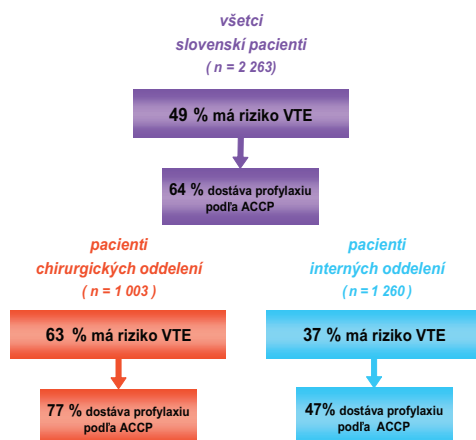 všetci
slovenskí pacienti
( n = 2 263)
49 % má riziko VTE
64 % dostáva profylaxiu
podľa ACCP
pacienti
chirurgických oddelení
( n = 1 003 )
63 % má riziko VTE
77 % dostáva profylaxiu
podľa ACCP
pacienti
interných oddelení
( n = 1 260)
37 % má riziko VTE
47% dostáva profylaxiu
podľa ACCP